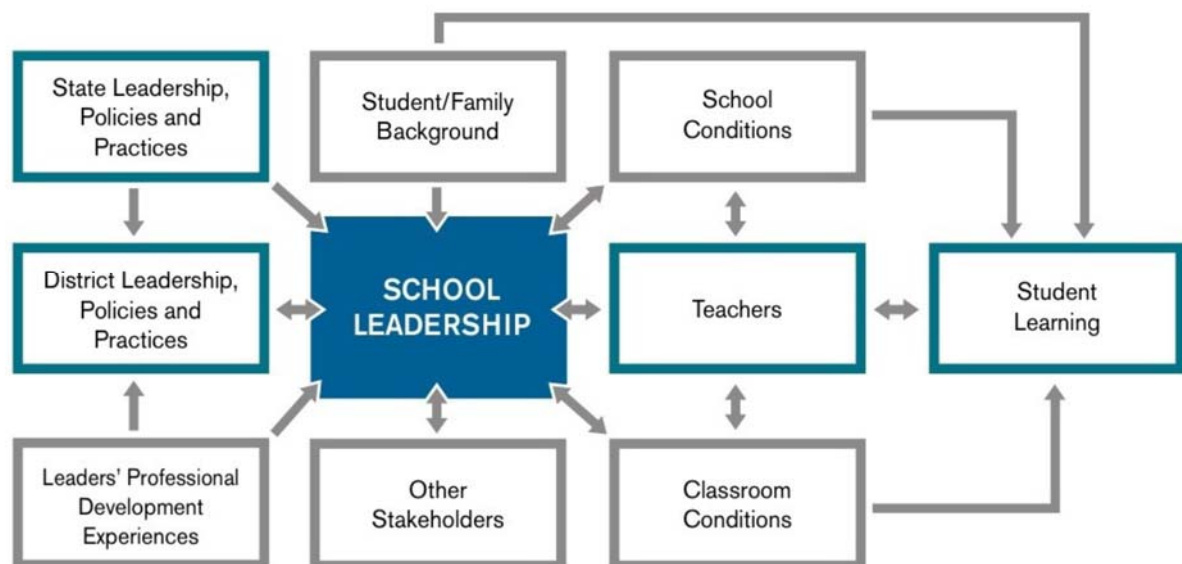 State Leadership,
Policies and
Practices
Student/Family
Background
School
Conditions
District Leadership,
Policies and
Practices
SCHOOL
LEADERSHIP
Teachers
Student
Learning
Leaders' Professional
Development
Experiences
Other
Stakeholders
Classroom
Conditions